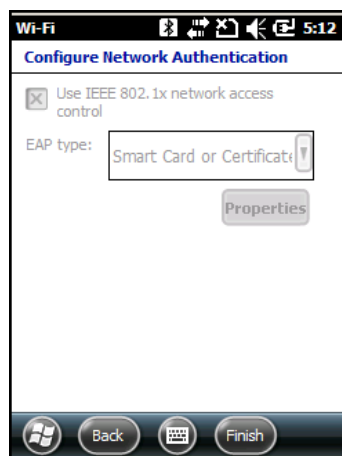 Wi-Fi 5:12
Configure Network Authentication
Use IEEE 802.1x network access
control
EAP type:
Smart Card or Certificate
Properties
Back Finish